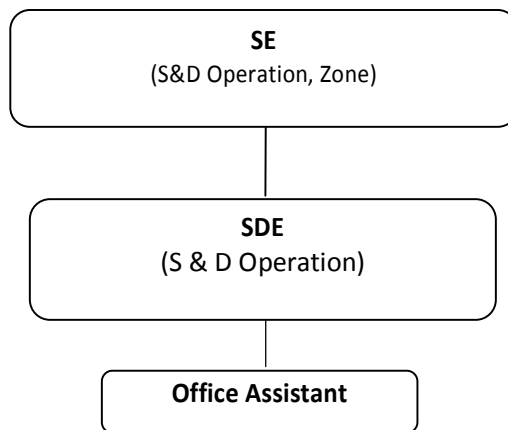 SE
(S&D Operation, Zone)
SDE
(S & D Operation)
Office Assistant